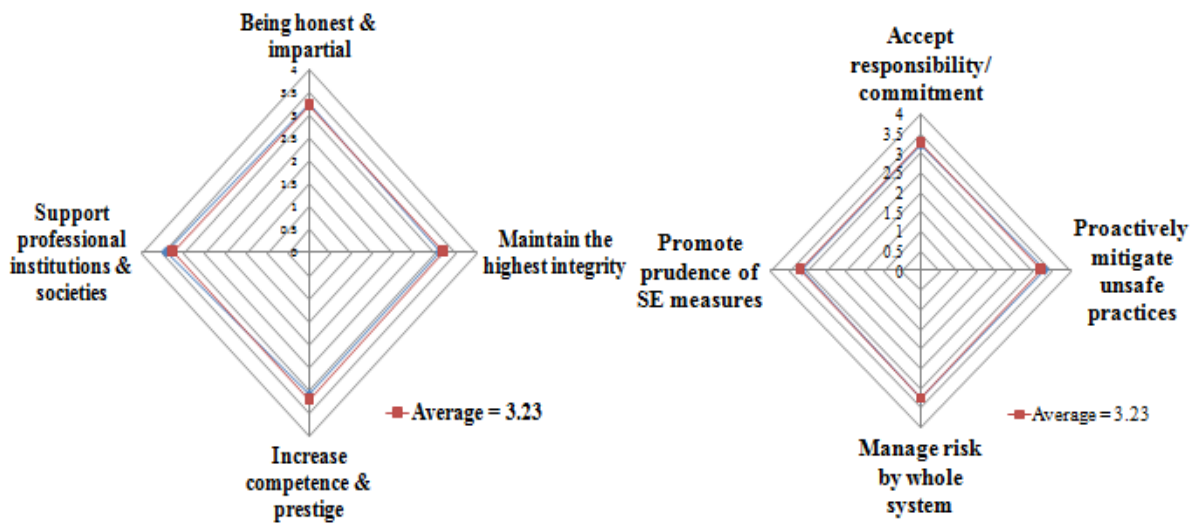 Being honest &
impartial
4
3.5
3
2.5
2
1.5
1
0.5
0
Support
professional
institutions &
societies
Maintain the
highest integrity
Average = 3.23
Increase
competence &
prestige
Accept
responsibility/
commitment
4
3.5
3
2.5
2
1.5
1
0.5
0
Promote
prudence of
SE measures
Proactively
mitigate
unsafe
practices
Average = 3.23
Manage risk
by whole
system